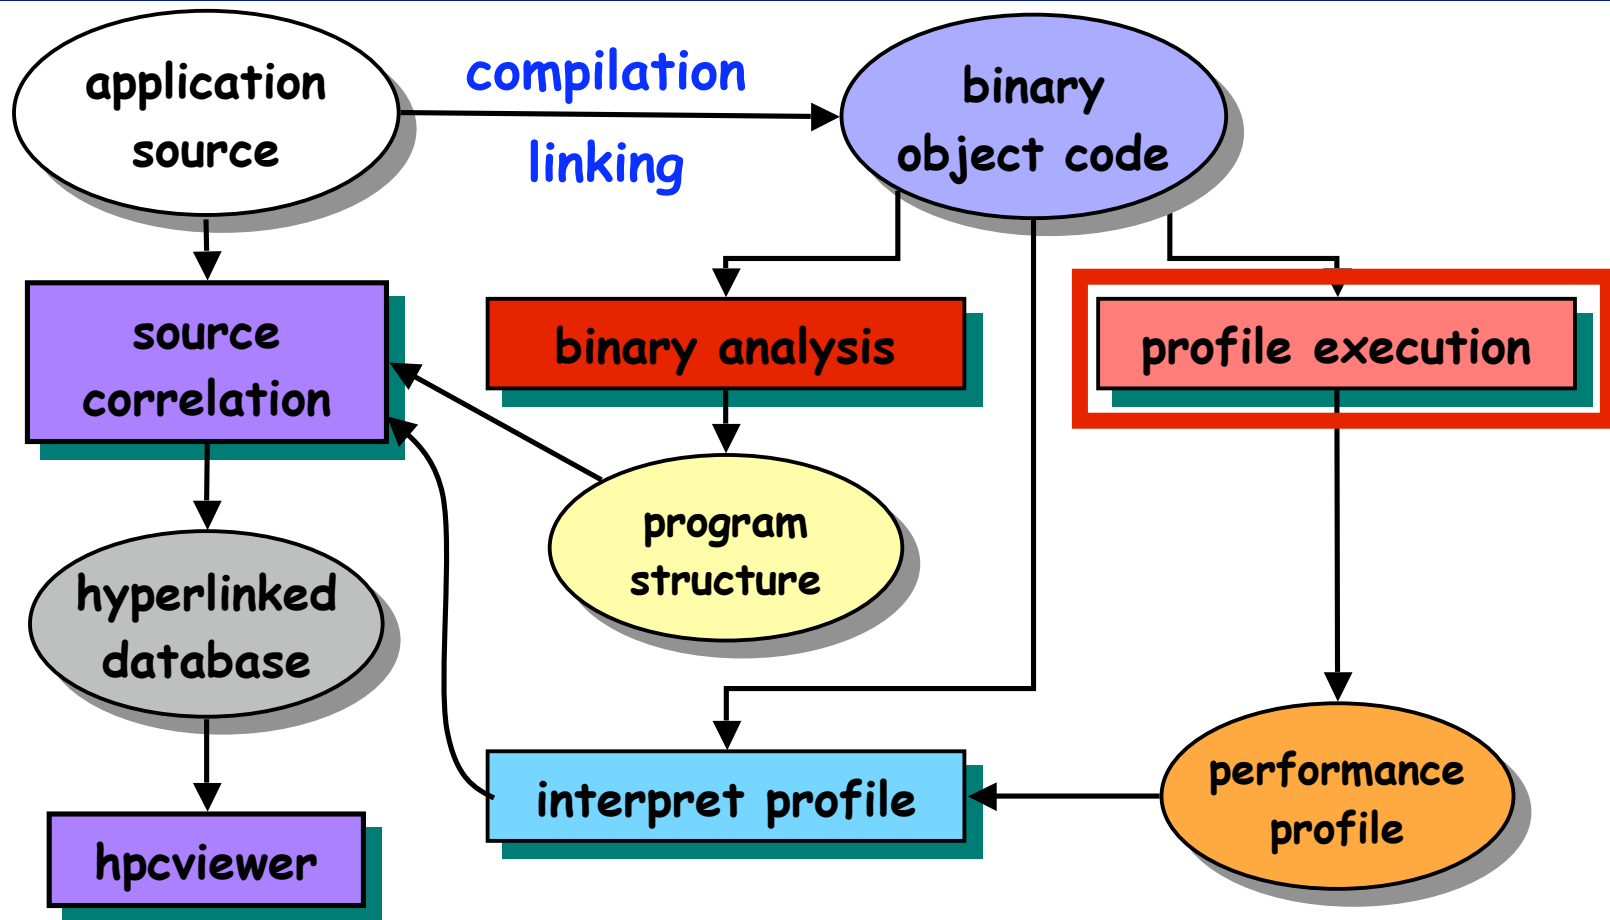 application
source
compilation
linking
binary
object code
source
correlation
binary analysis
profile execution
program
structure
hyperlinked
database
interpret profile
performance
profile
hpcviewer